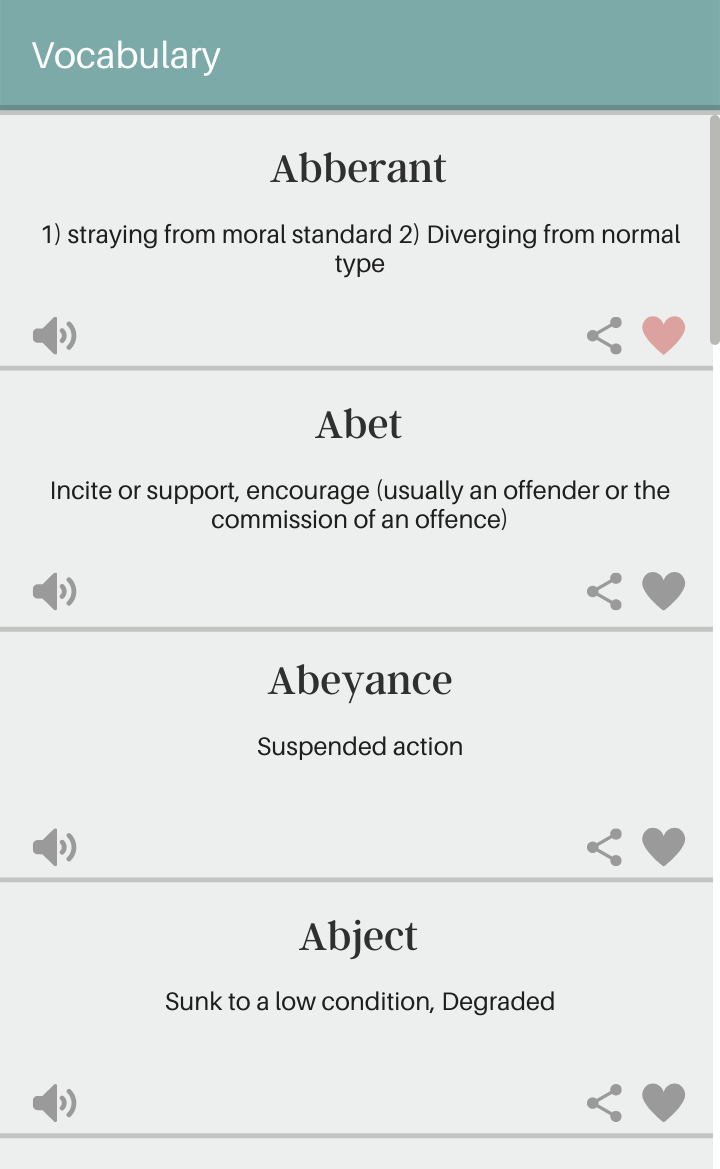 Vocabulary
Abberant
1) straying from moral standard 2) Diverging from normal
type
Abet
Incite or support, encourage (usually an offender or the
commission of an offence)
Abeyance
Suspended action
Abject
Sunk to a low condition, Degraded